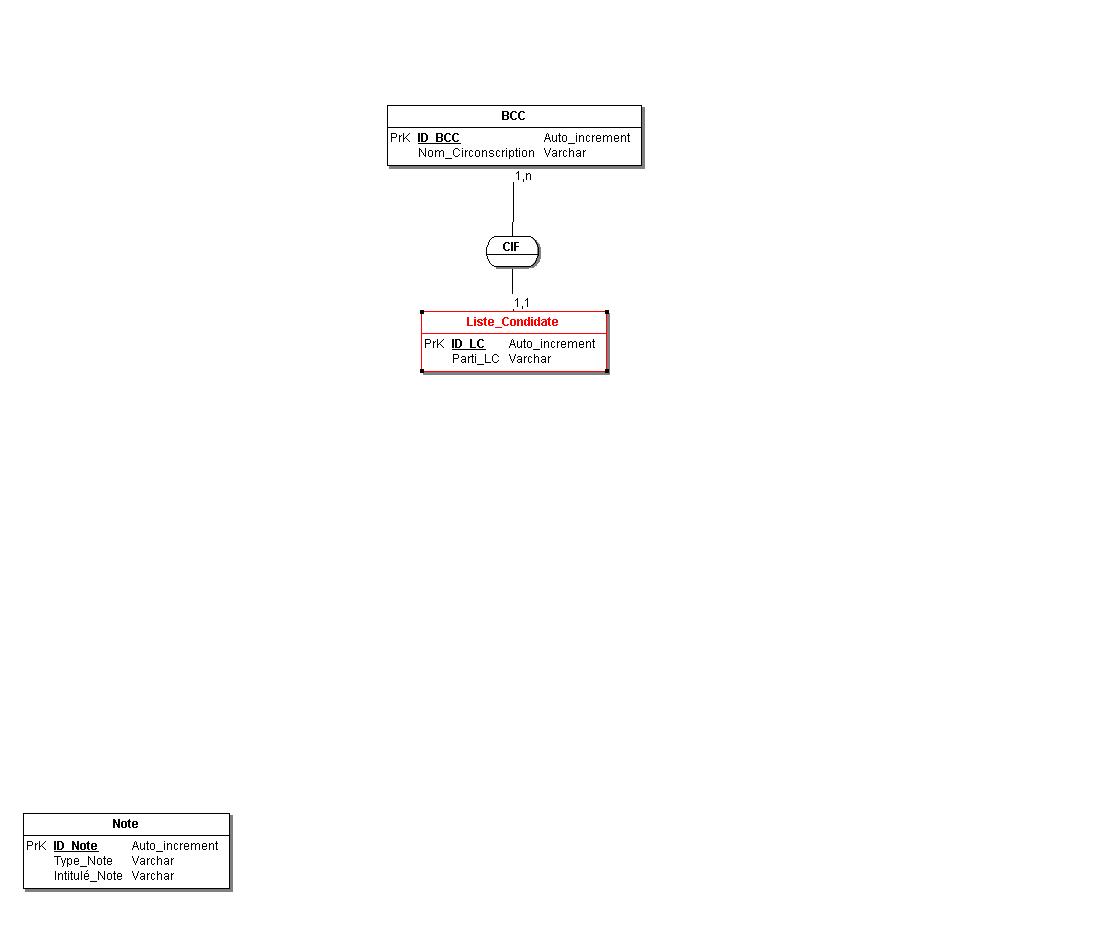 BCC
PrK ID_BCC Auto_increment
Nom_Circonscription Varchar
1,n
CIF
1,1
Liste_Condidate
PrK ID_LC Auto_increment
Parti_LC Varchar
Note
PrK ID_Note Auto_increment
Type_Note Varchar
Intitulé_Note Varchar